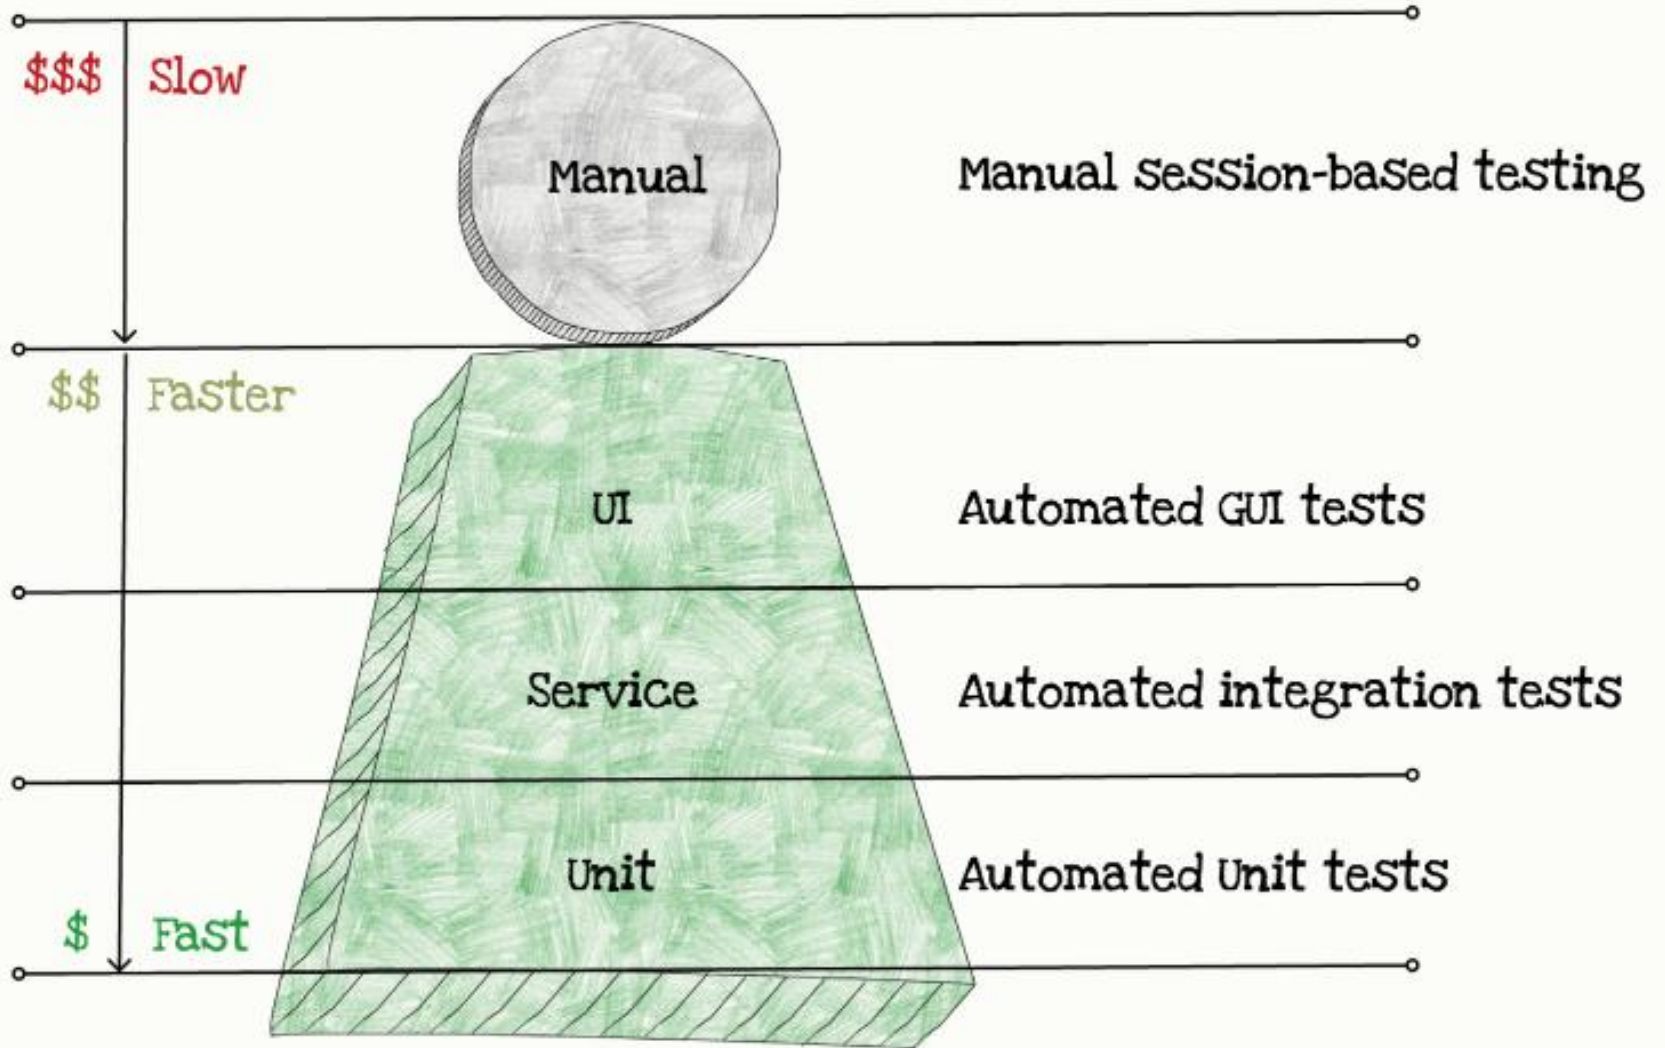 $$$ Slow
Manual
Manual session-based testing
$$ Faster
UI
Automated GUI tests
Service
Automated integration tests
Unit
Automated Unit tests
$ Fast